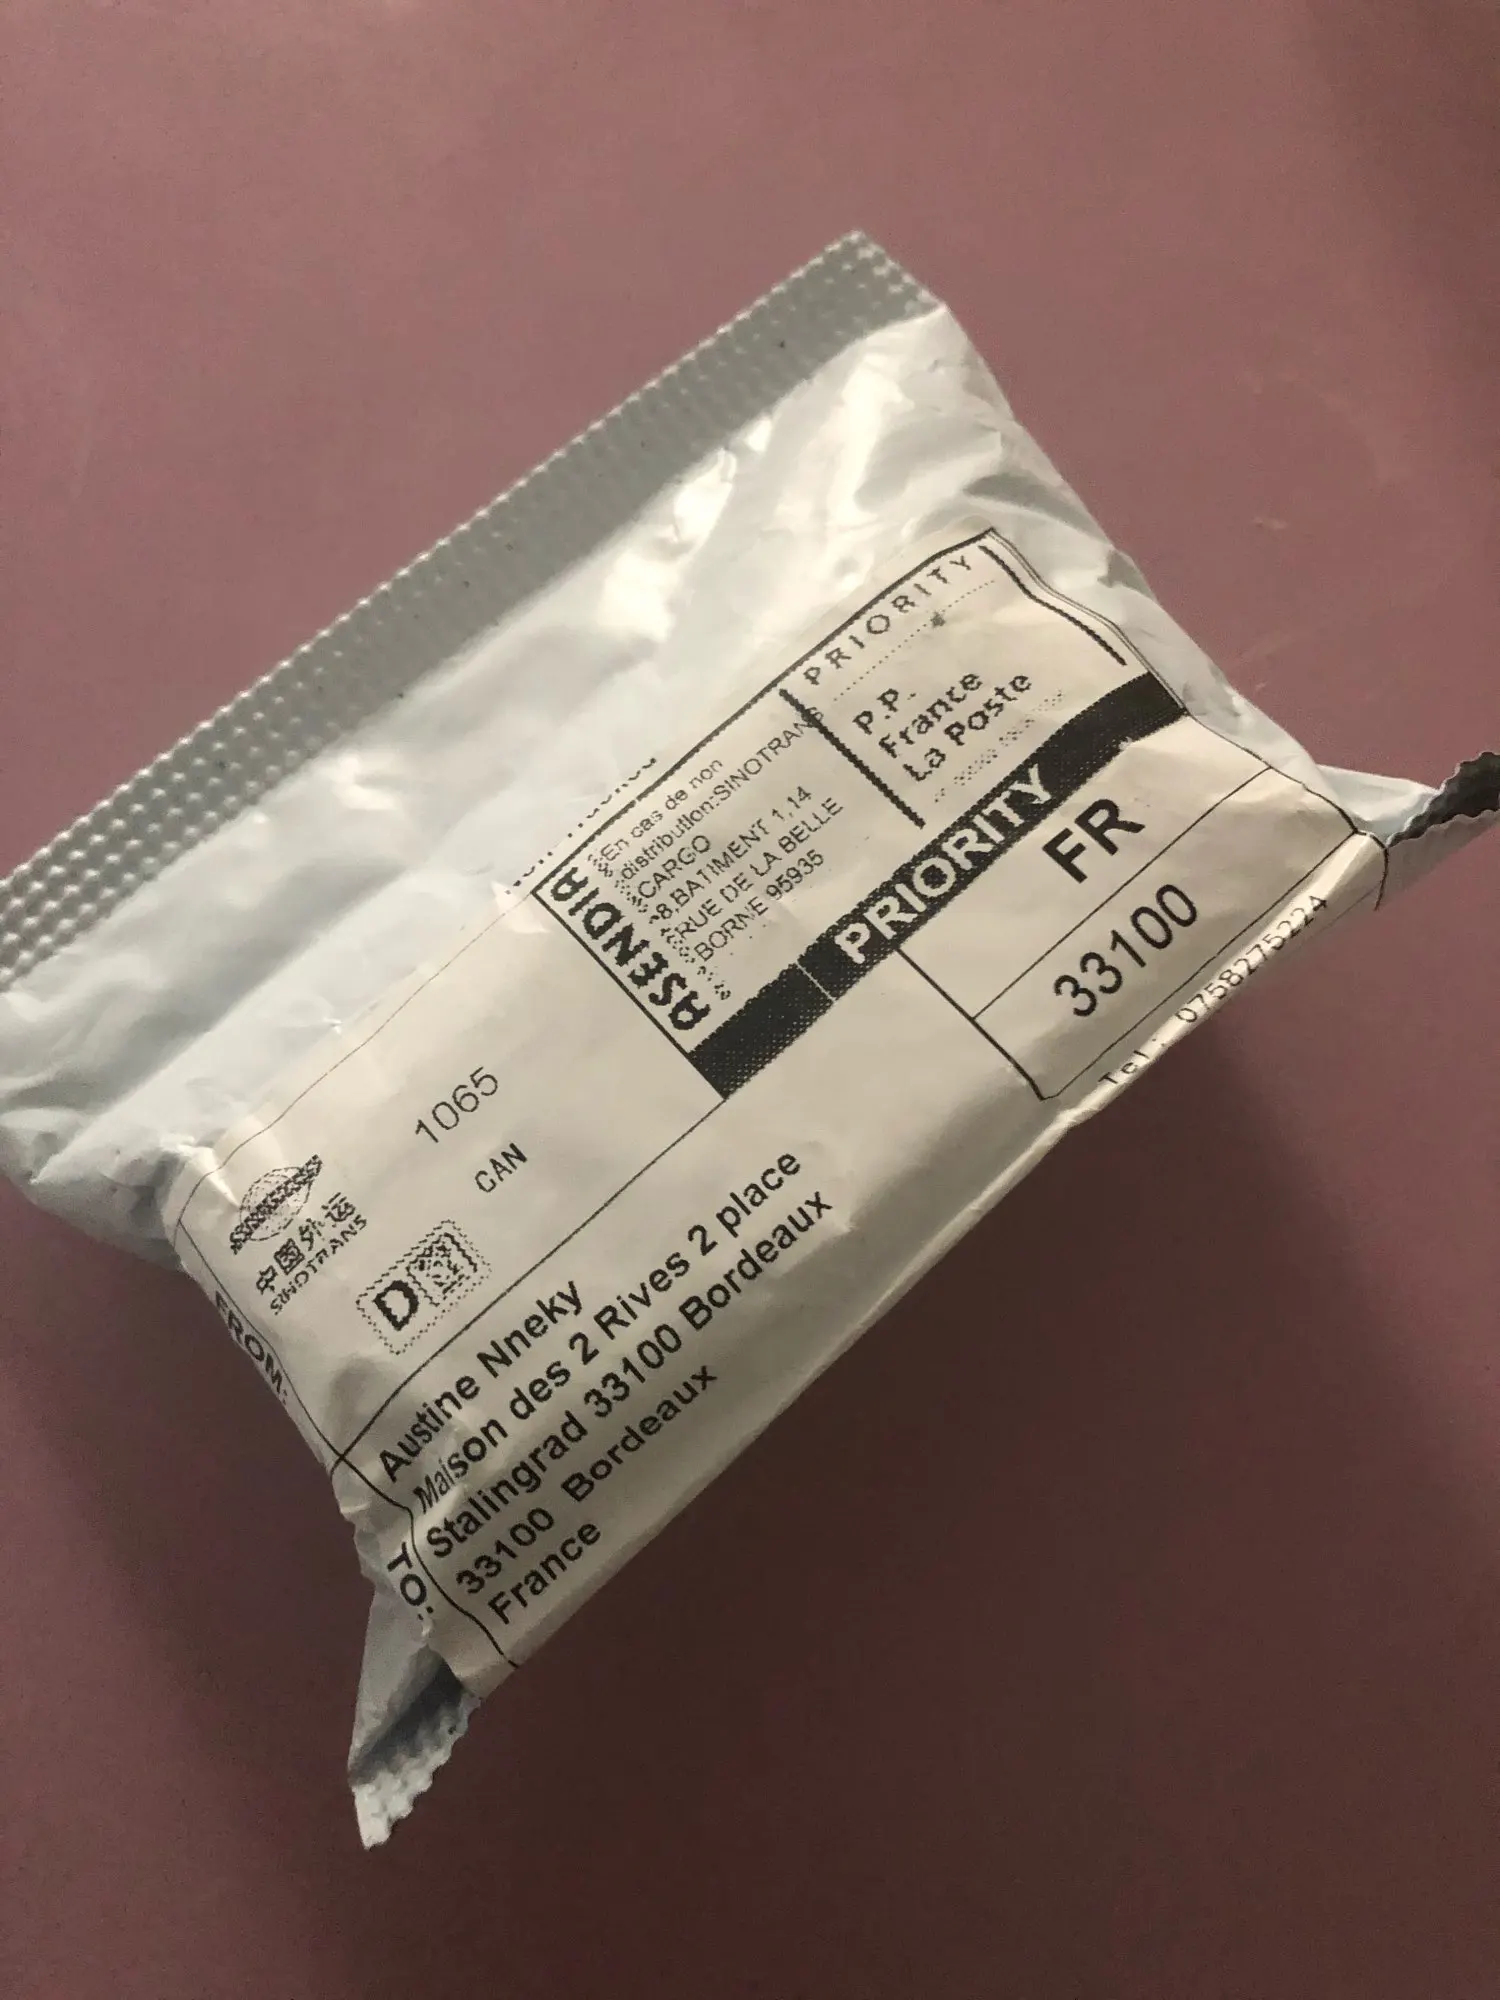 PRIORITY
P.P.
France
La Poste
ASENDIA
En cas de non
distribution:SINOTRANS
CARGO
8,BATIMENT 1,14
RUE DE LA BELLE
BORNE 95935
PRIORITY
FR
33100
Tel: 0758275224
1065
CAN
中国外运
SINOTRANS
D
FROM:
TO:
Austine Nneky
Maison des 2 Rives 2 place
Stalingrad 33100 Bordeaux
33100 Bordeaux
France